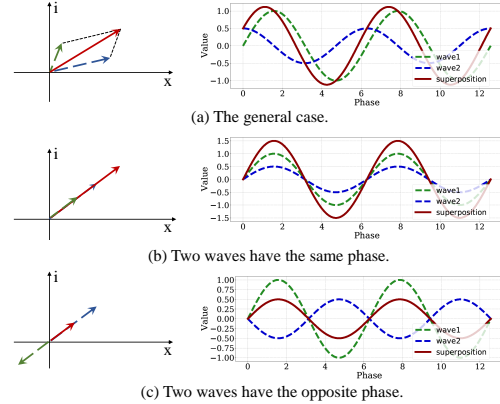 i
x
1.0
0.5
0.0
−0.5
−1.0
Value
0 2 4 6 8 10 12
Phase
wave1
wave2
superposition
(a) The general case.
i
x
1.5
1.0
0.5
0.0
−0.5
−1.0
−1.5
Value
0 2 4 6 8 10 12
Phase
wave1
wave2
superposition
(b) Two waves have the same phase.
i
x
1.00
0.75
0.50
0.25
0.00
−0.25
−0.50
−0.75
−1.00
Value
0 2 4 6 8 10 12
Phase
wave1
wave2
superposition
(c) Two waves have the opposite phase.